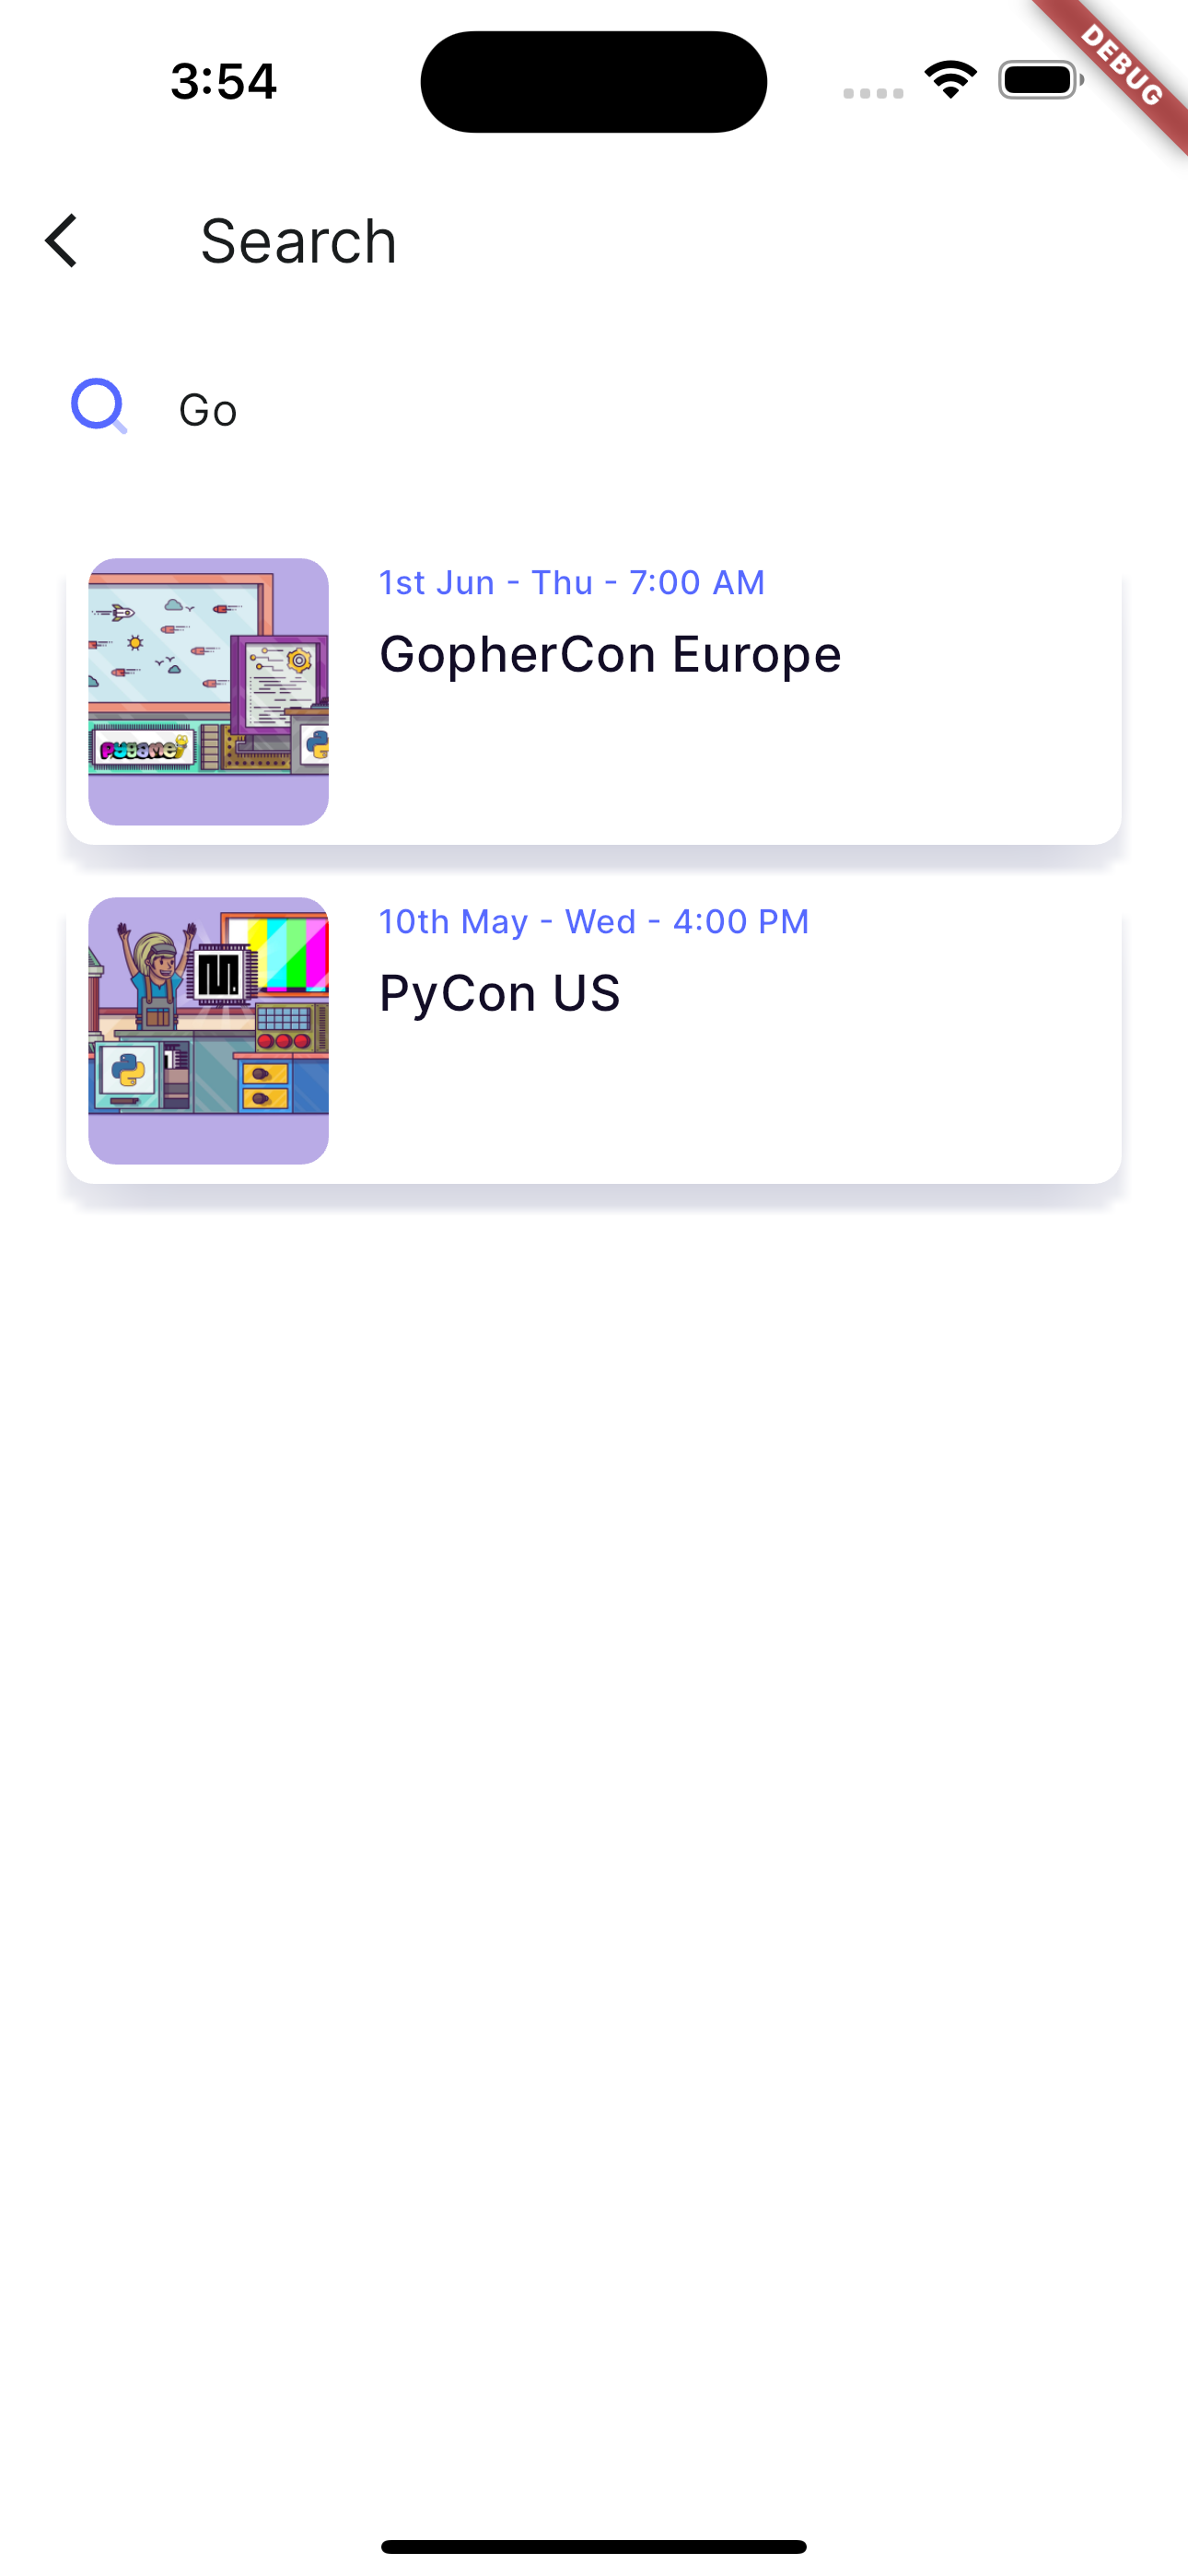 3:54
DEBUG
Search
Go
1st Jun - Thu - 7:00 AM
GopherCon Europe
pygame
10th May - Wed - 4:00 PM
PyCon US